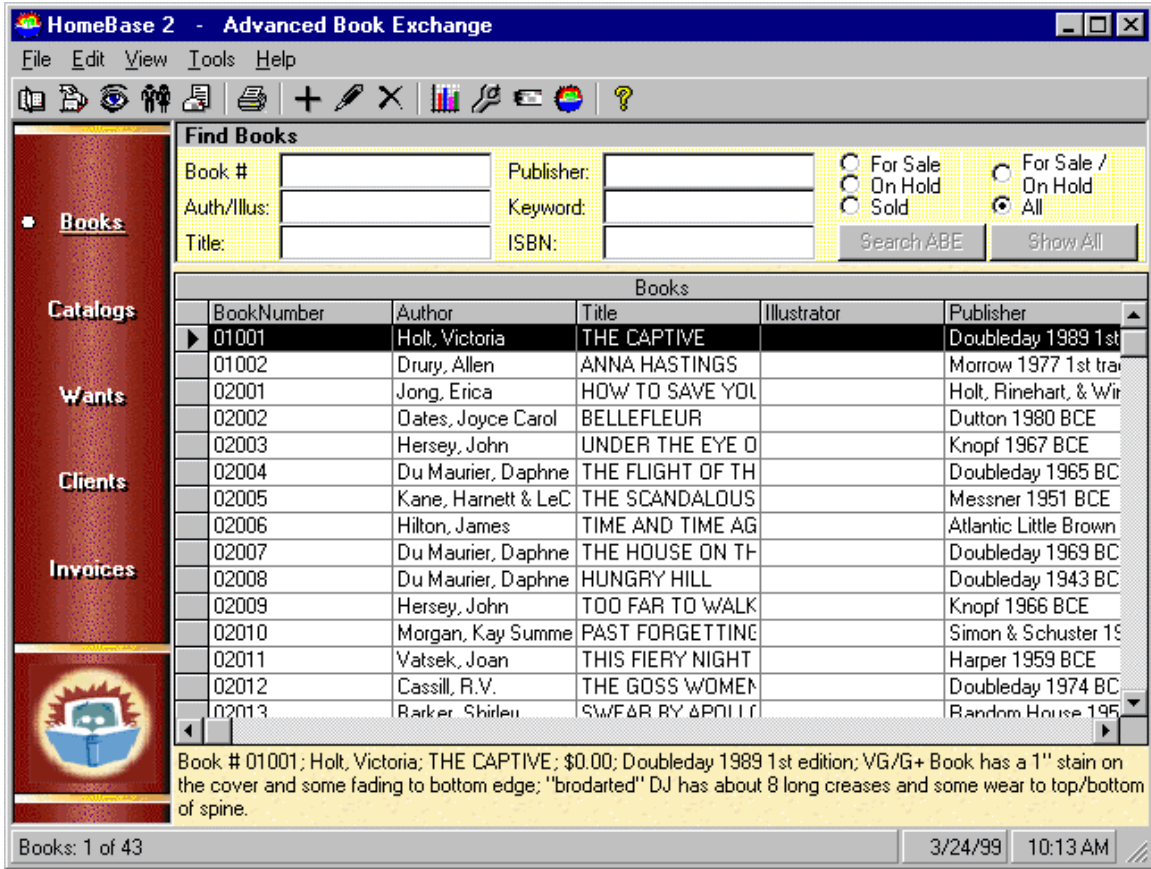 HomeBase 2 - Advanced Book Exchange
File Edit View Tools Help
Find Books
Book # Publisher: For Sale For Sale / On Hold
Auth/Illus: Keyword: On Hold All
Title: ISBN: Sold
Search ABE Show All
Books
Catalogs
Wants
Clients
Invoices
Books
BookNumber Author Title Illustrator Publisher
01001 Holt, Victoria THE CAPTIVE Doubleday 1989 1st
01002 Drury, Allen ANNA HASTINGS Morrow 1977 1st tra
02001 Jong, Erica HOW TO SAVE YOU Holt, Rinehart, & Win
02002 Oates, Joyce Carol BELLEFLEUR Dutton 1980 BCE
02003 Hersey, John UNDER THE EYE O Knopf 1967 BCE
02004 Du Maurier, Daphne THE FLIGHT OF TH Doubleday 1965 BC
02005 Kane, Harnett & LeC THE SCANDALOUS Messner 1951 BCE
02006 Hilton, James TIME AND TIME AG Atlantic Little Brown
02007 Du Maurier, Daphne THE HOUSE ON TH Doubleday 1969 BC
02008 Du Maurier, Daphne HUNGRY HILL Doubleday 1943 BC
02009 Hersey, John TOO FAR TO WALK Knopf 1966 BCE
02010 Morgan, Kay Summe PAST FORGETTING Simon & Schuster 19
02011 Vatsek, Joan THIS FIERY NIGHT Harper 1959 BCE
02012 Cassill, R.V. THE GOSS WOMEN Doubleday 1974 BC
02013 Barker, Shirley SWEAR BY APOLLO Random House 195
Book # 01001; Holt, Victoria; THE CAPTIVE; $0.00; Doubleday 1989 1st edition; VG/G+ Book has a 1" stain on
the cover and some fading to bottom edge; "brodarted" DJ has about 8 long creases and some wear to top/bottom
of spine.
Books: 1 of 43 3/24/99 10:13 AM